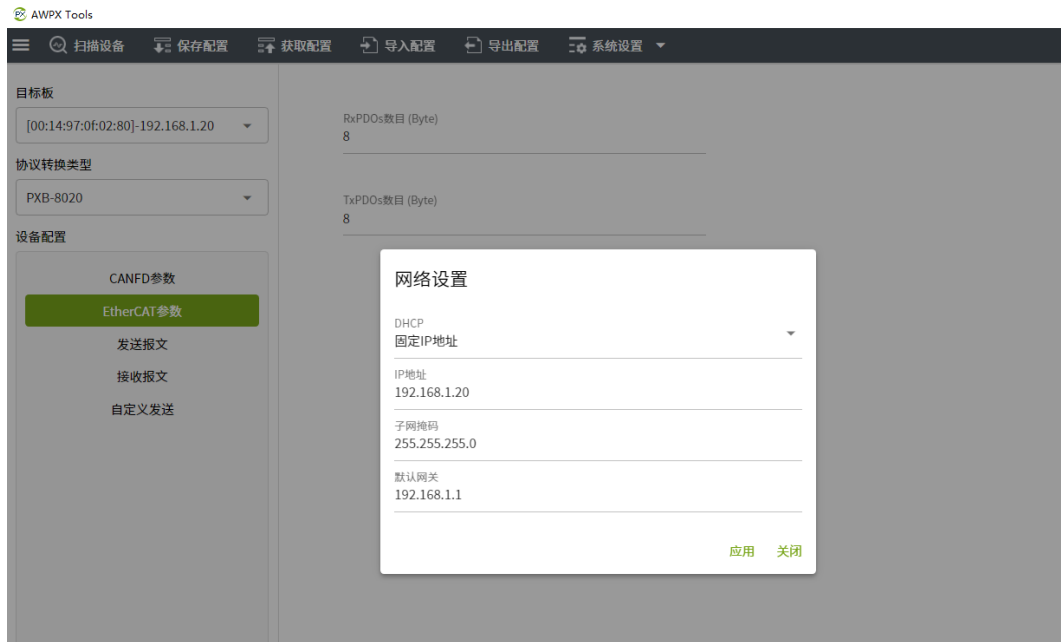 AWPX Tools
扫描设备 保存配置 获取配置 导入配置 导出配置 系统设置
目标板
[00:14:97:0f:02:80]-192.168.1.20
协议转换类型
PXB-8020
设备配置
CANFD参数
EtherCAT参数
发送报文
接收报文
自定义发送
RxPDOs数目 (Byte)
8
TxPDOs数目 (Byte)
8
网络设置
DHCP
固定IP地址
IP地址
192.168.1.20
子网掩码
255.255.255.0
默认网关
192.168.1.1
应用 关闭